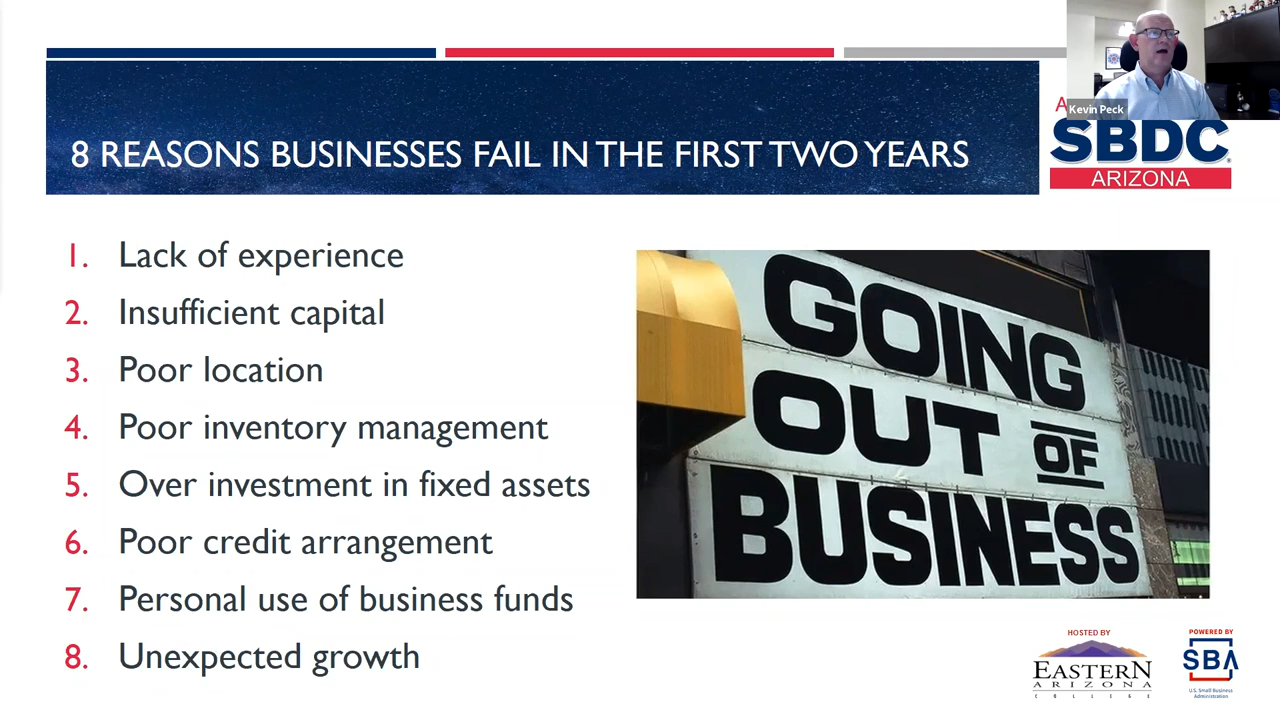 Kevin Peck
8 REASONS BUSINESSES FAIL IN THE FIRST TWO YEARS
SBDC
ARIZONA
1. Lack of experience
2. Insufficient capital
3. Poor location
4. Poor inventory management
5. Over investment in fixed assets
6. Poor credit arrangement
7. Personal use of business funds
8. Unexpected growth
GOING
OUT OF
BUSINESS
HOSTED BY
EASTERN
ARIZONA
COLLEGE
POWERED BY
SBA
U.S. Small Business
Administration